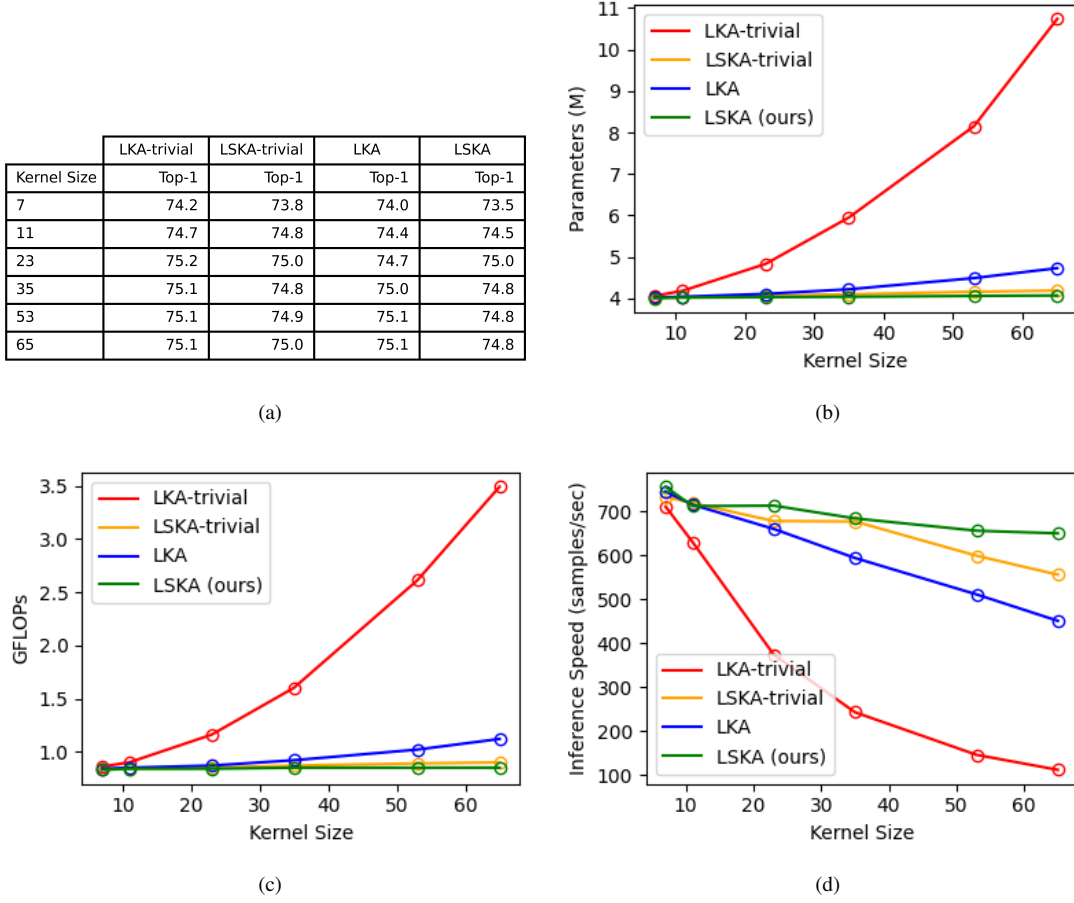 LKA-trivial LSKA-trivial LKA LSKA
Kernel Size Top-1 Top-1 Top-1 Top-1
7 74.2 73.8 74.0 73.5
11 74.7 74.8 74.4 74.5
23 75.2 75.0 74.7 75.0
35 75.1 74.8 75.0 74.8
53 75.1 74.9 75.1 74.8
65 75.1 75.0 75.1 74.8
(a)
11
10
9
8
7
6
5
4
Parameters (M)
LKA-trivial
LSKA-trivial
LKA
LSKA (ours)
10 20 30 40 50 60
Kernel Size
(b)
3.5
3.0
2.5
2.0
1.5
1.0
GFLOPs
LKA-trivial
LSKA-trivial
LKA
LSKA (ours)
10 20 30 40 50 60
Kernel Size
(c)
700
600
500
400
300
200
100
Inference Speed (samples/sec)
LKA-trivial
LSKA-trivial
LKA
LSKA (ours)
10 20 30 40 50 60
Kernel Size
(d)